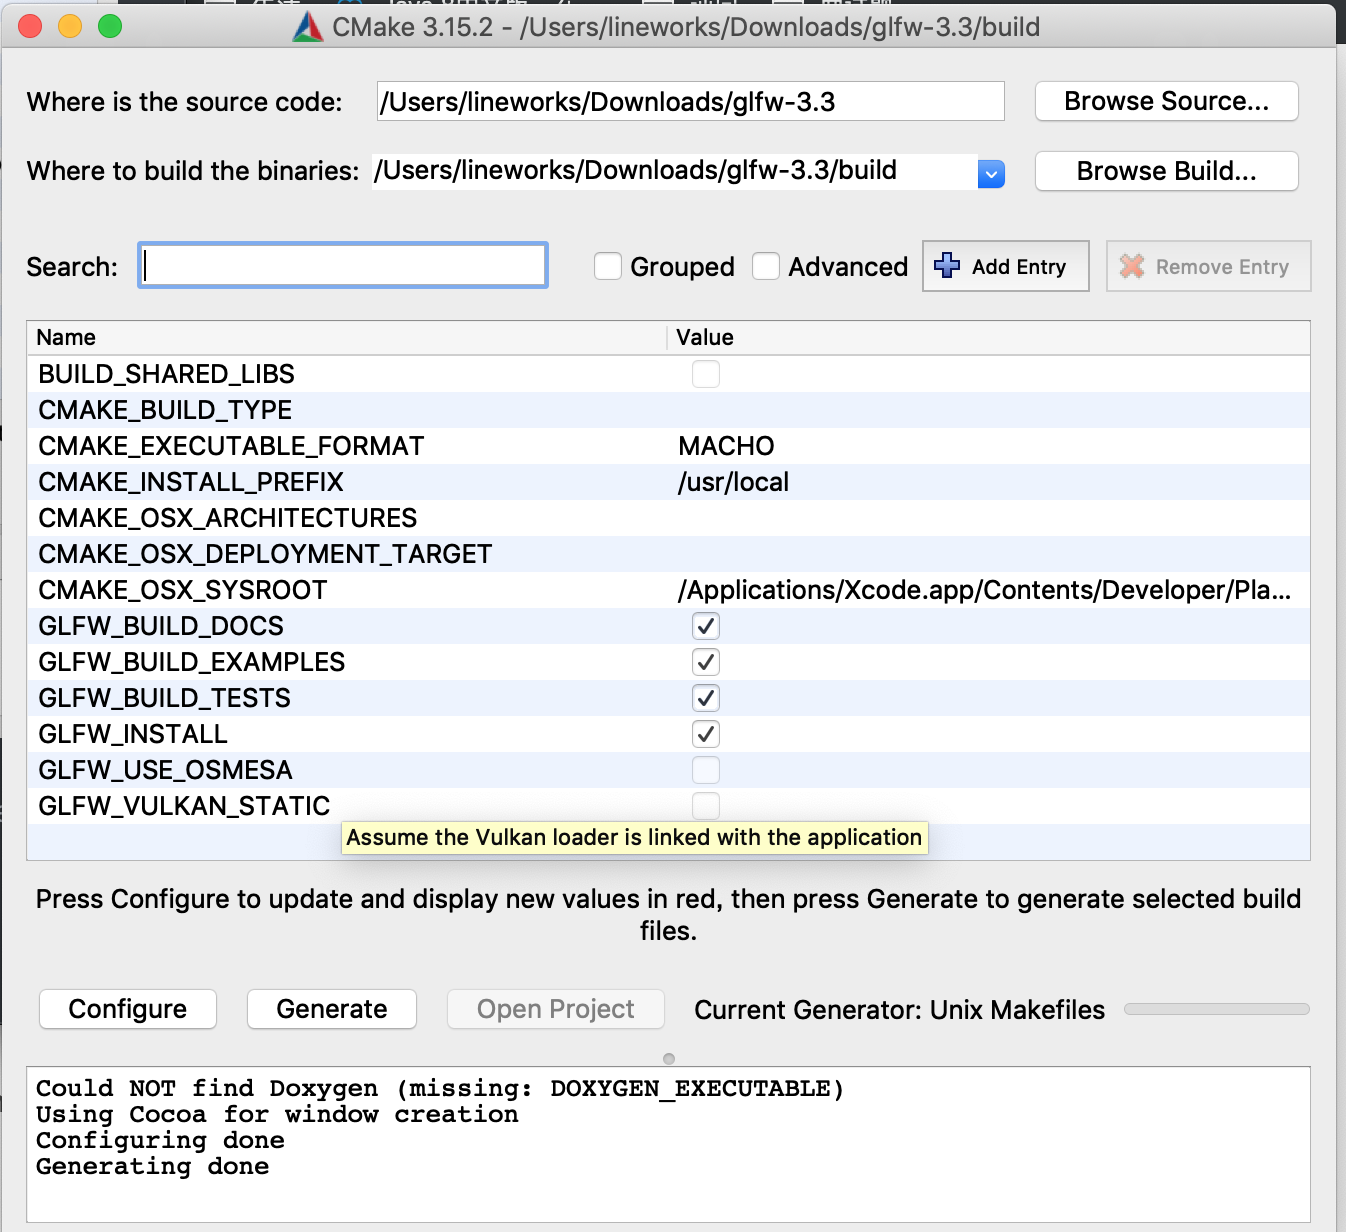 CMake 3.15.2 - /Users/lineworks/Downloads/glfw-3.3/build
Where is the source code: /Users/lineworks/Downloads/glfw-3.3 Browse Source...
Where to build the binaries: /Users/lineworks/Downloads/glfw-3.3/build Browse Build...
Search: Grouped Advanced Add Entry Remove Entry
Name Value
BUILD_SHARED_LIBS
CMAKE_BUILD_TYPE
CMAKE_EXECUTABLE_FORMAT MACHO
CMAKE_INSTALL_PREFIX /usr/local
CMAKE_OSX_ARCHITECTURES
CMAKE_OSX_DEPLOYMENT_TARGET
CMAKE_OSX_SYSROOT /Applications/Xcode.app/Contents/Developer/Pla...
GLFW_BUILD_DOCS
GLFW_BUILD_EXAMPLES
GLFW_BUILD_TESTS
GLFW_INSTALL
GLFW_USE_OSMESA
GLFW_VULKAN_STATIC
Assume the Vulkan loader is linked with the application
Press Configure to update and display new values in red, then press Generate to generate selected build
files.
Configure Generate Open Project Current Generator: Unix Makefiles
Could NOT find Doxygen (missing: DOXYGEN_EXECUTABLE)
Using Cocoa for window creation
Configuring done
Generating done